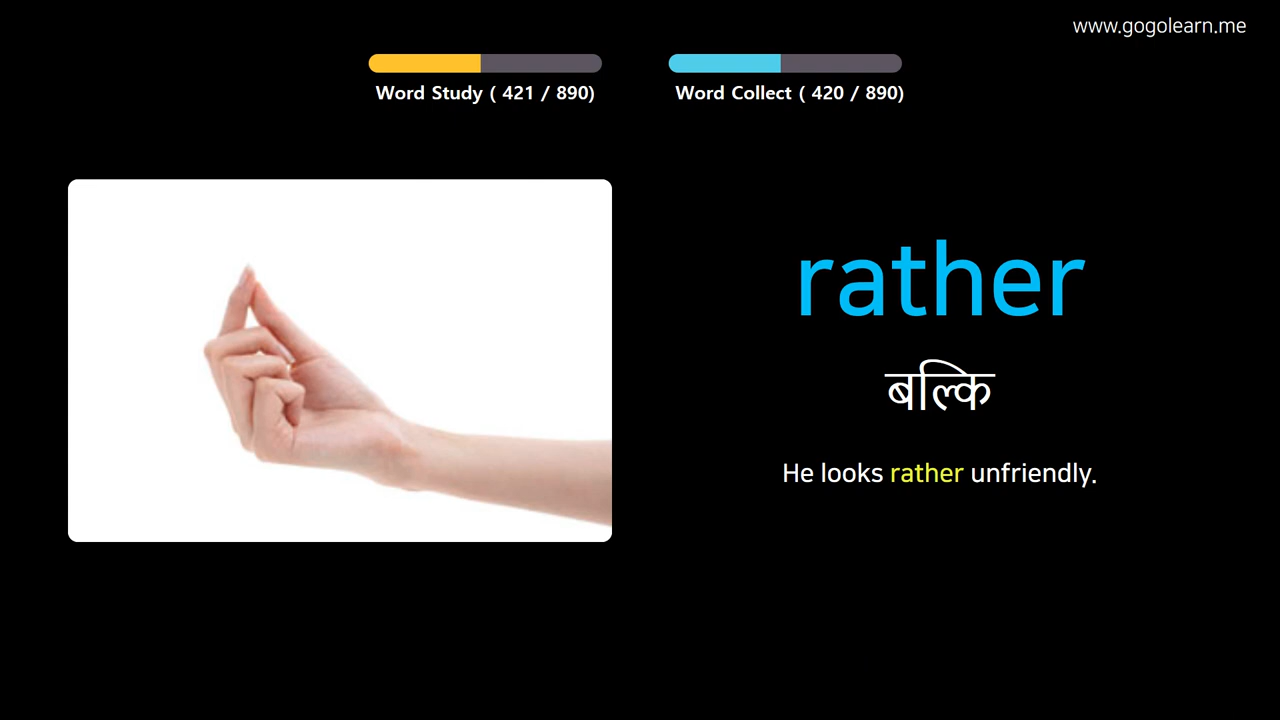 www.gogolearn.me
Word Study ( 421 / 890)
Word Collect ( 420 / 890)
rather
बल्कि
He looks rather unfriendly.